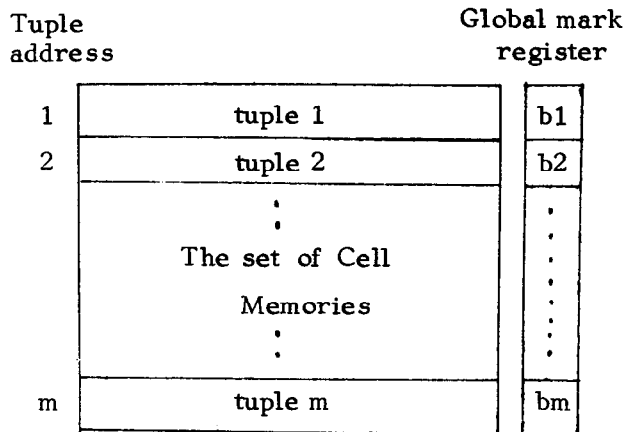 Tuple address
Global mark register
1 tuple 1 b1
2 tuple 2 b2
The set of Cell
Memories
m tuple m bm